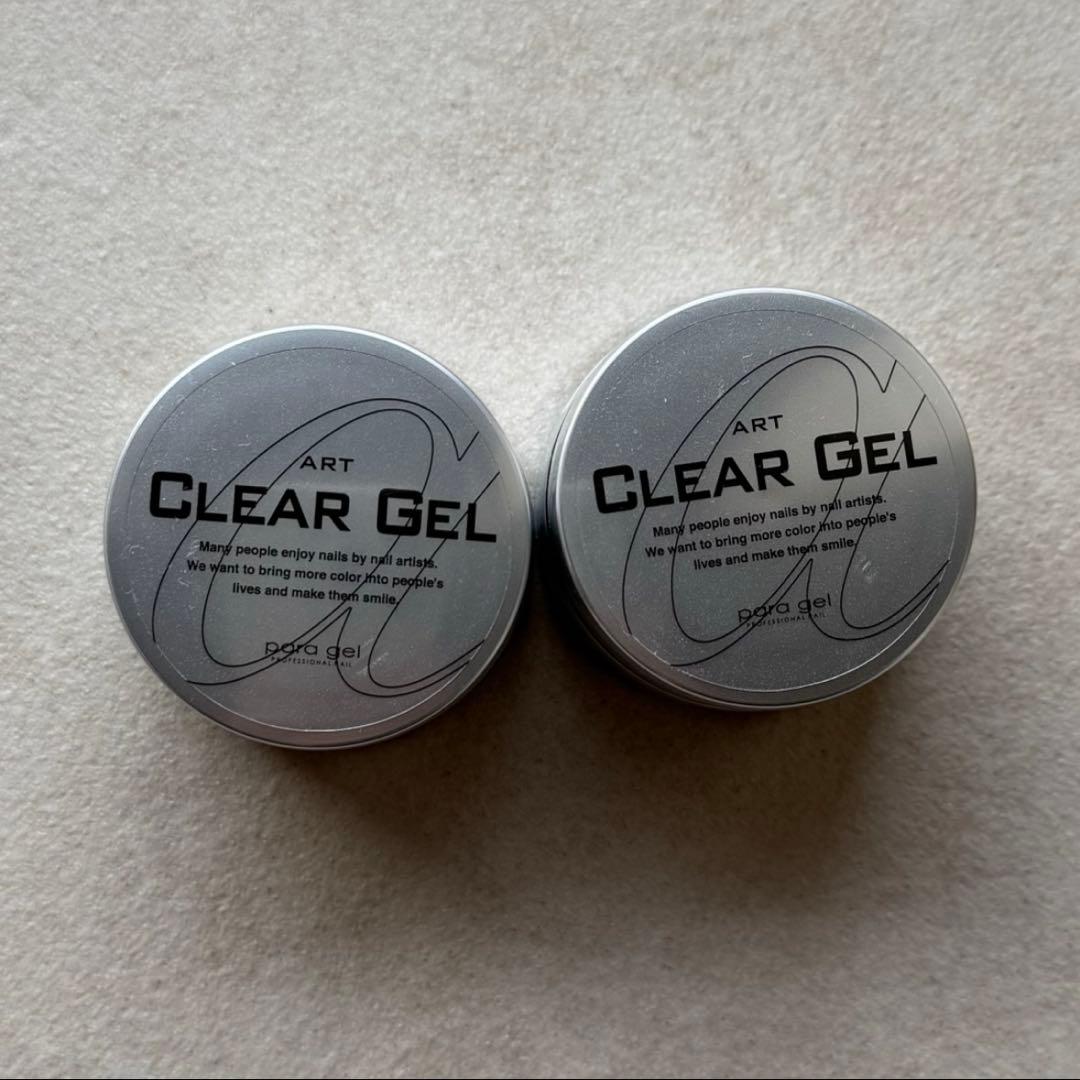 ART
CLEAR GEL
Many people enjoy nails by nail artists.
We want to bring more color into people's
lives and make them smile.
para gel
PROFESSIONAL NAIL
ART
CLEAR GEL
Many people enjoy nails by nail artists.
We want to bring more color into people's
lives and make them smile.
para gel
PROFESSIONAL NAIL